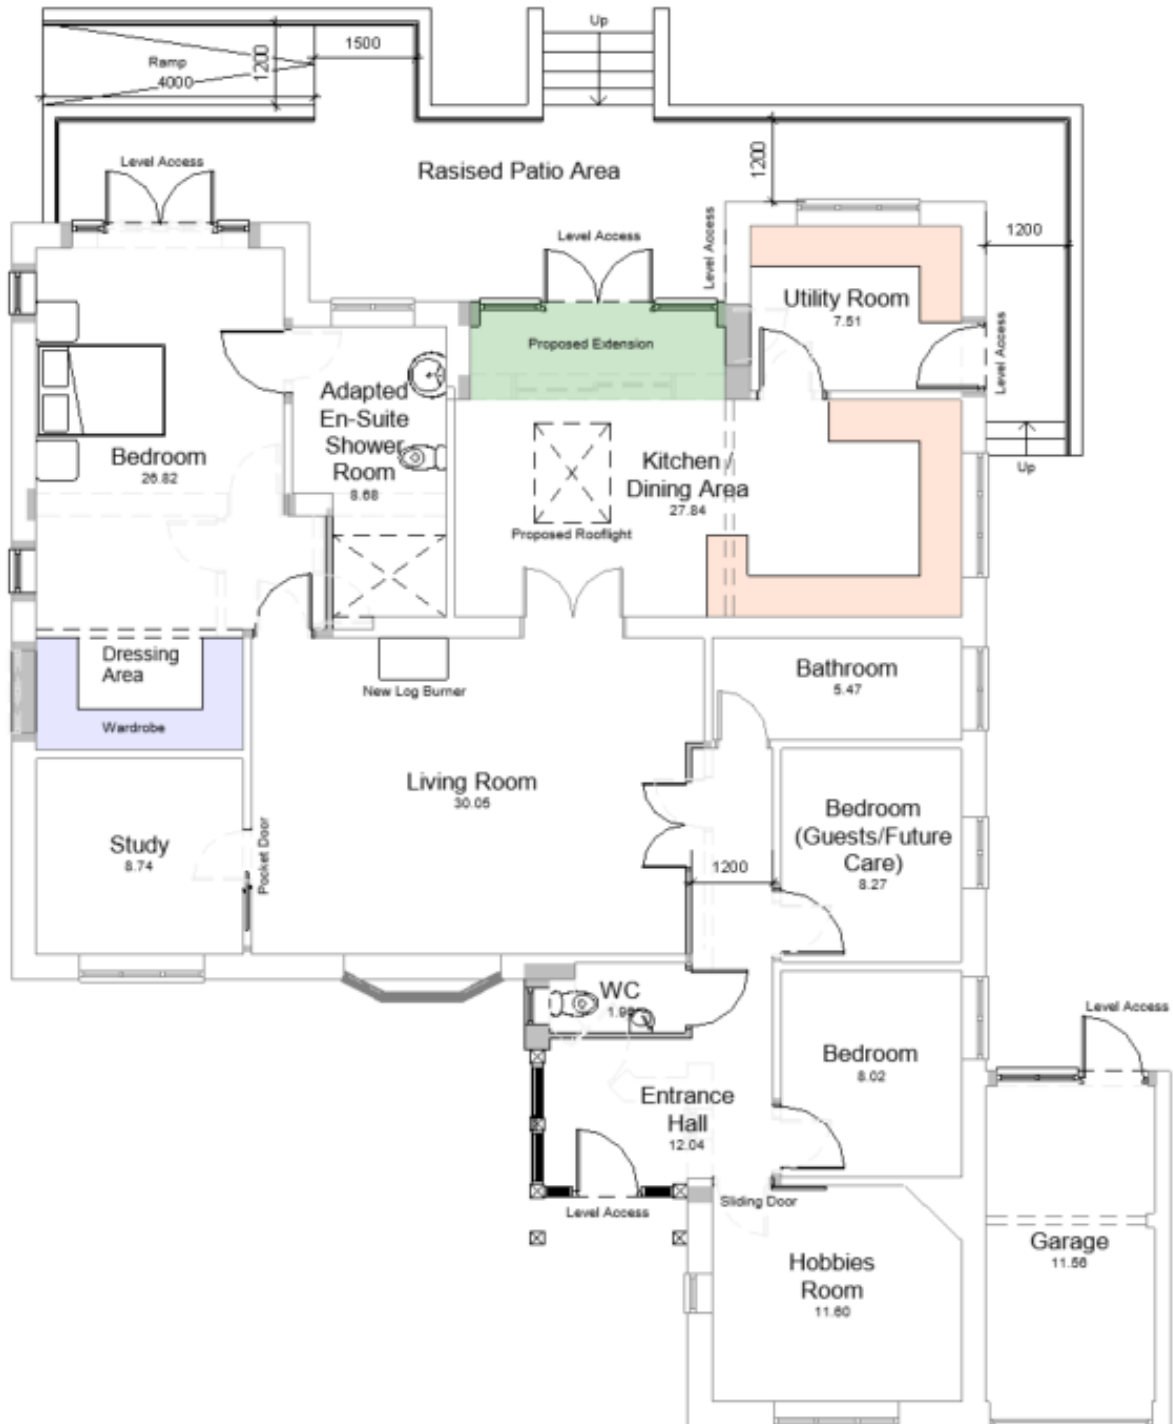 Up
1500
1200
Ramp
4000
Level Access
Rasised Patio Area
1200
Level Access
Level Access
1200
Utility Room
7.51
Level Access
Proposed Extension
Adapted
En-Suite
Shower
Room
8.68
Bedroom
26.82
Kitchen /
Dining Area
27.84
Up
Proposed Rooflight
Dressing
Area
Wardrobe
New Log Burner
Bathroom
5.47
Living Room
30.05
Study
8.74
Pocket Door
Bedroom
(Guests/Future
Care)
8.27
1200
WC
Level Access
Bedroom
8.02
Entrance
Hall
12.04
Level Access
Sliding Door
Hobbies
Room
11.60
Garage
11.56